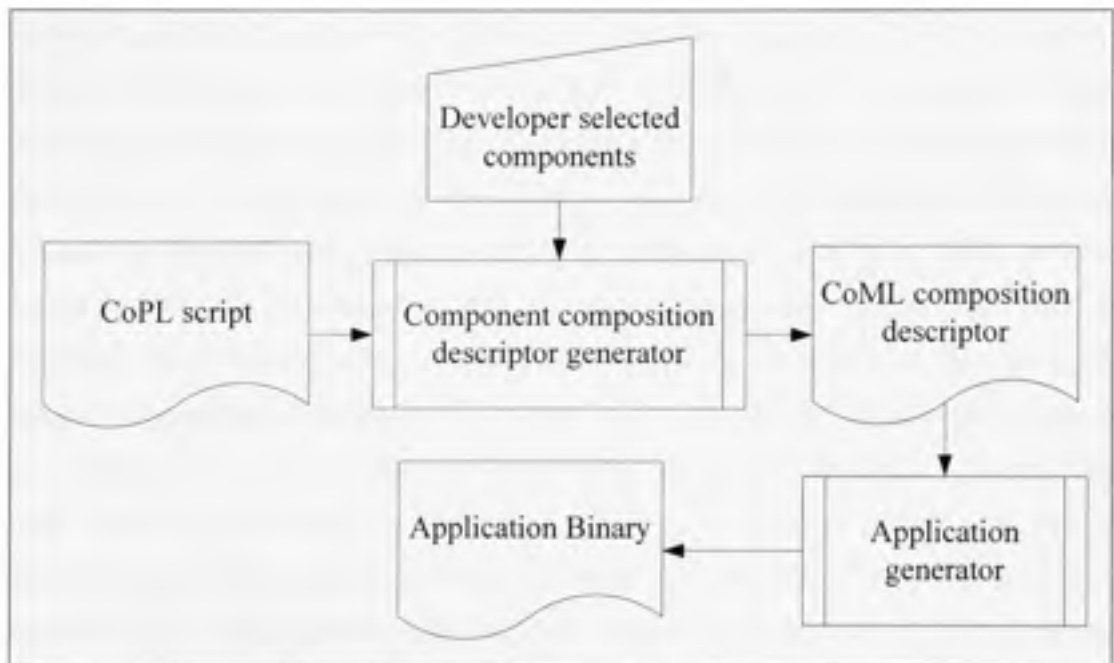 Developer selected
components
CoPL script
Component composition
descriptor generator
CoML composition
descriptor
Application Binary
Application
generator